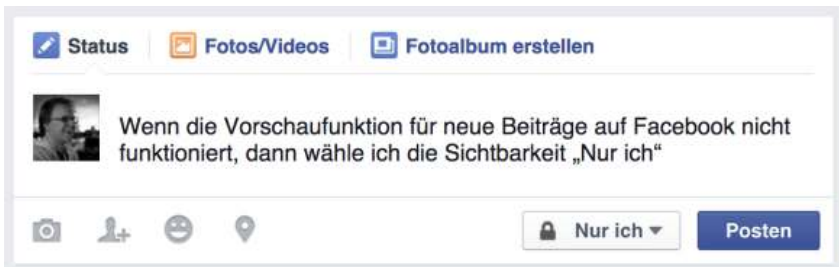 Status Fotos/Videos Fotoalbum erstellen
Wenn die Vorschaufunktion für neue Beiträge auf Facebook nicht
funktioniert, dann wähle ich die Sichtbarkeit „Nur ich“
Nur ich Posten